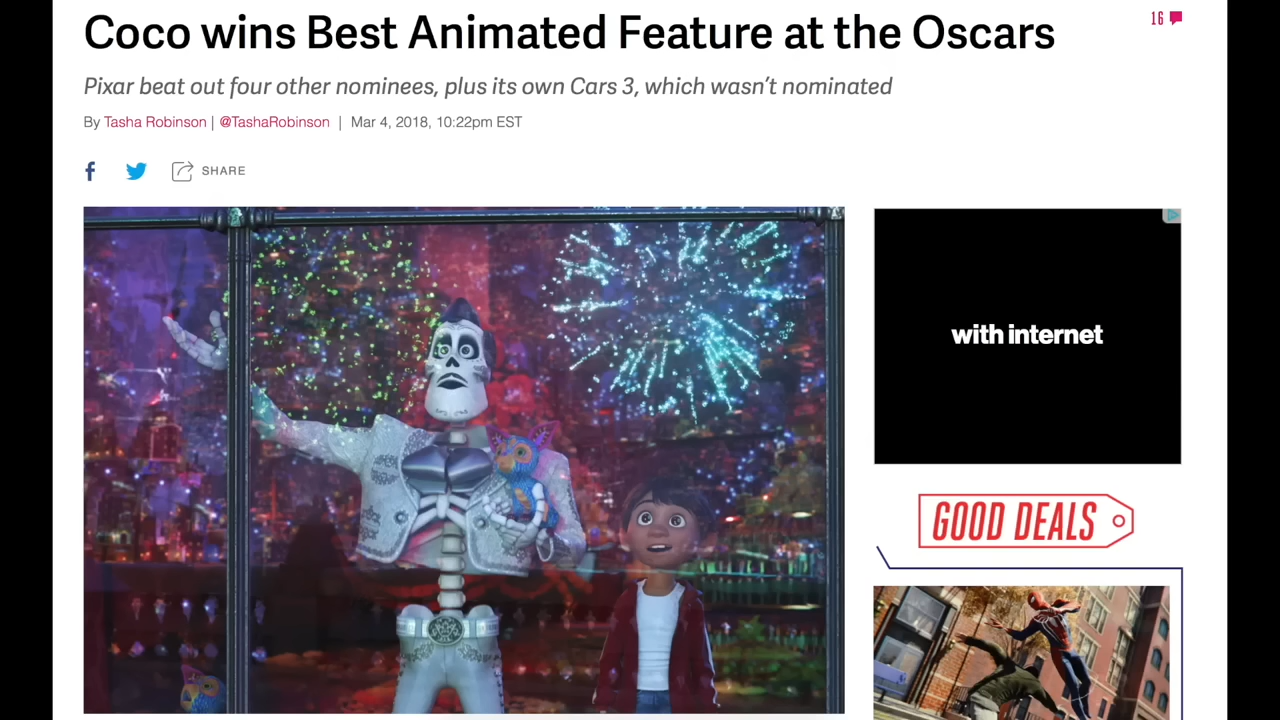 Coco wins Best Animated Feature at the Oscars
16
Pixar beat out four other nominees, plus its own Cars 3, which wasn’t nominated
By Tasha Robinson | @TashaRobinson | Mar 4, 2018, 10:22pm EST
SHARE
with internet
GOOD DEALS